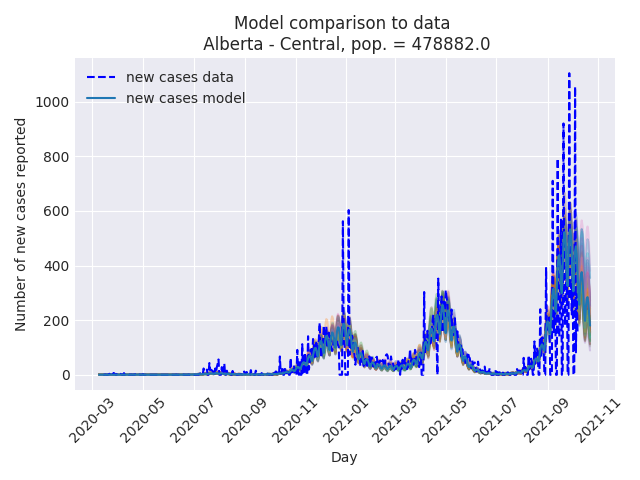 Model comparison to data
Alberta - Central, pop. = 478882.0
new cases data
new cases model
Number of new cases reported
1000
800
600
400
200
0
2020-03
2020-05
2020-07
2020-09
2020-11
2021-01
2021-03
2021-05
2021-07
2021-09
2021-11
Day